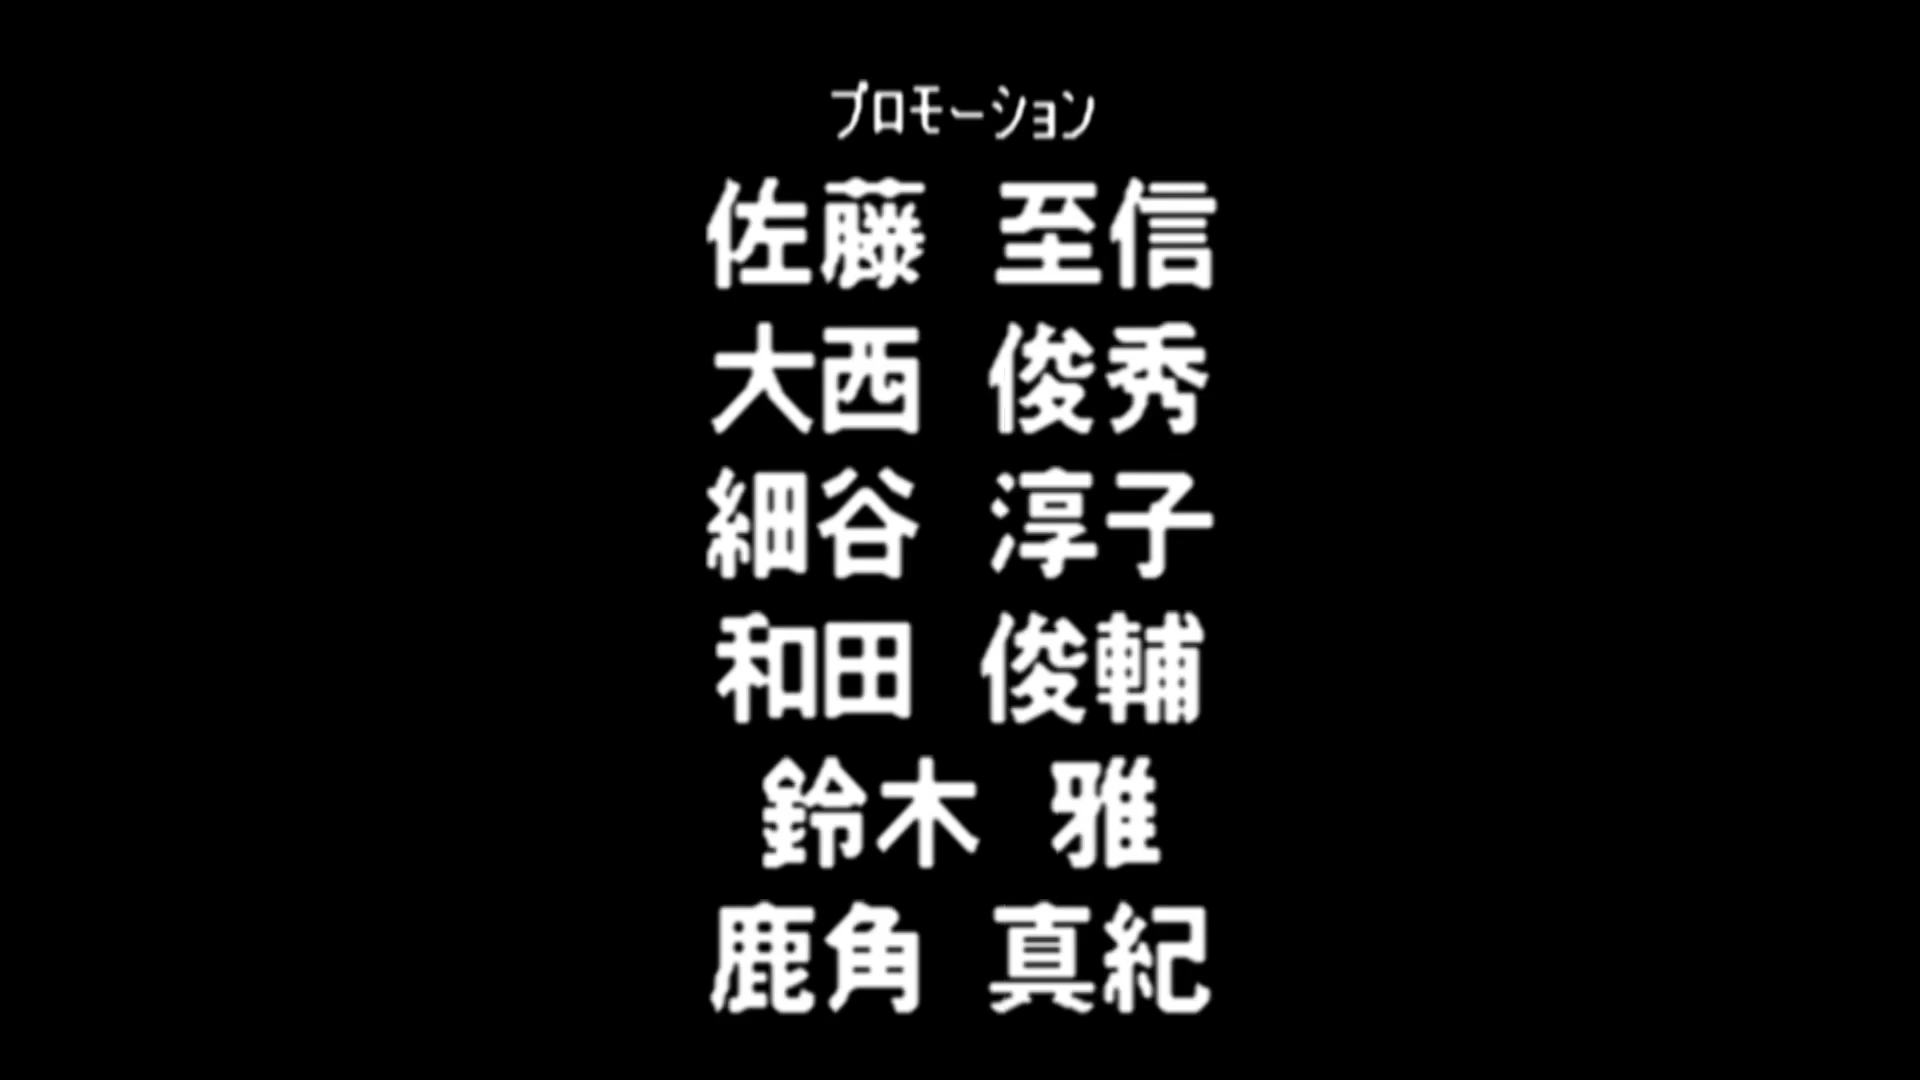 プロモーション
佐藤 至信
大西 俊秀
細谷 淳子
和田 俊輔
鈴木 雅
鹿角 真紀